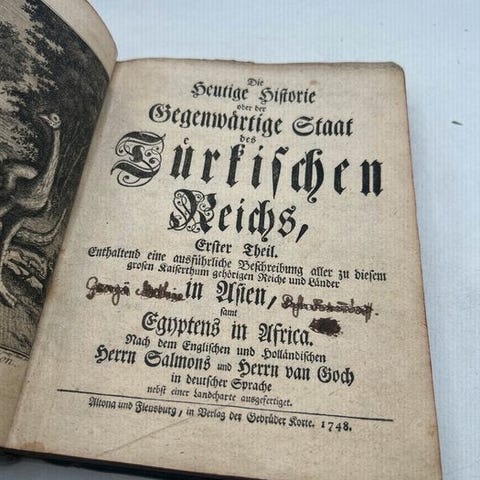 Die
Heutige Historie
oder der
Gegenwärtige Staat
des
Türkischen
Reichs,
Erster Theil.
Enthaltend eine ausführliche Beschreibung aller zu diesem
grosen Kaiserthum gehörigen Reiche und Länder
in Asien,
samt
Egyptens in Africa.
Nach dem Englischen und Holländischen
Herrn Salmons und Herrn van Goch
in deutscher Sprache
nebst einer Landcharte ausgefertiget.
Altona und Flensburg, in Verlag der Gebrüder Korte. 1748.